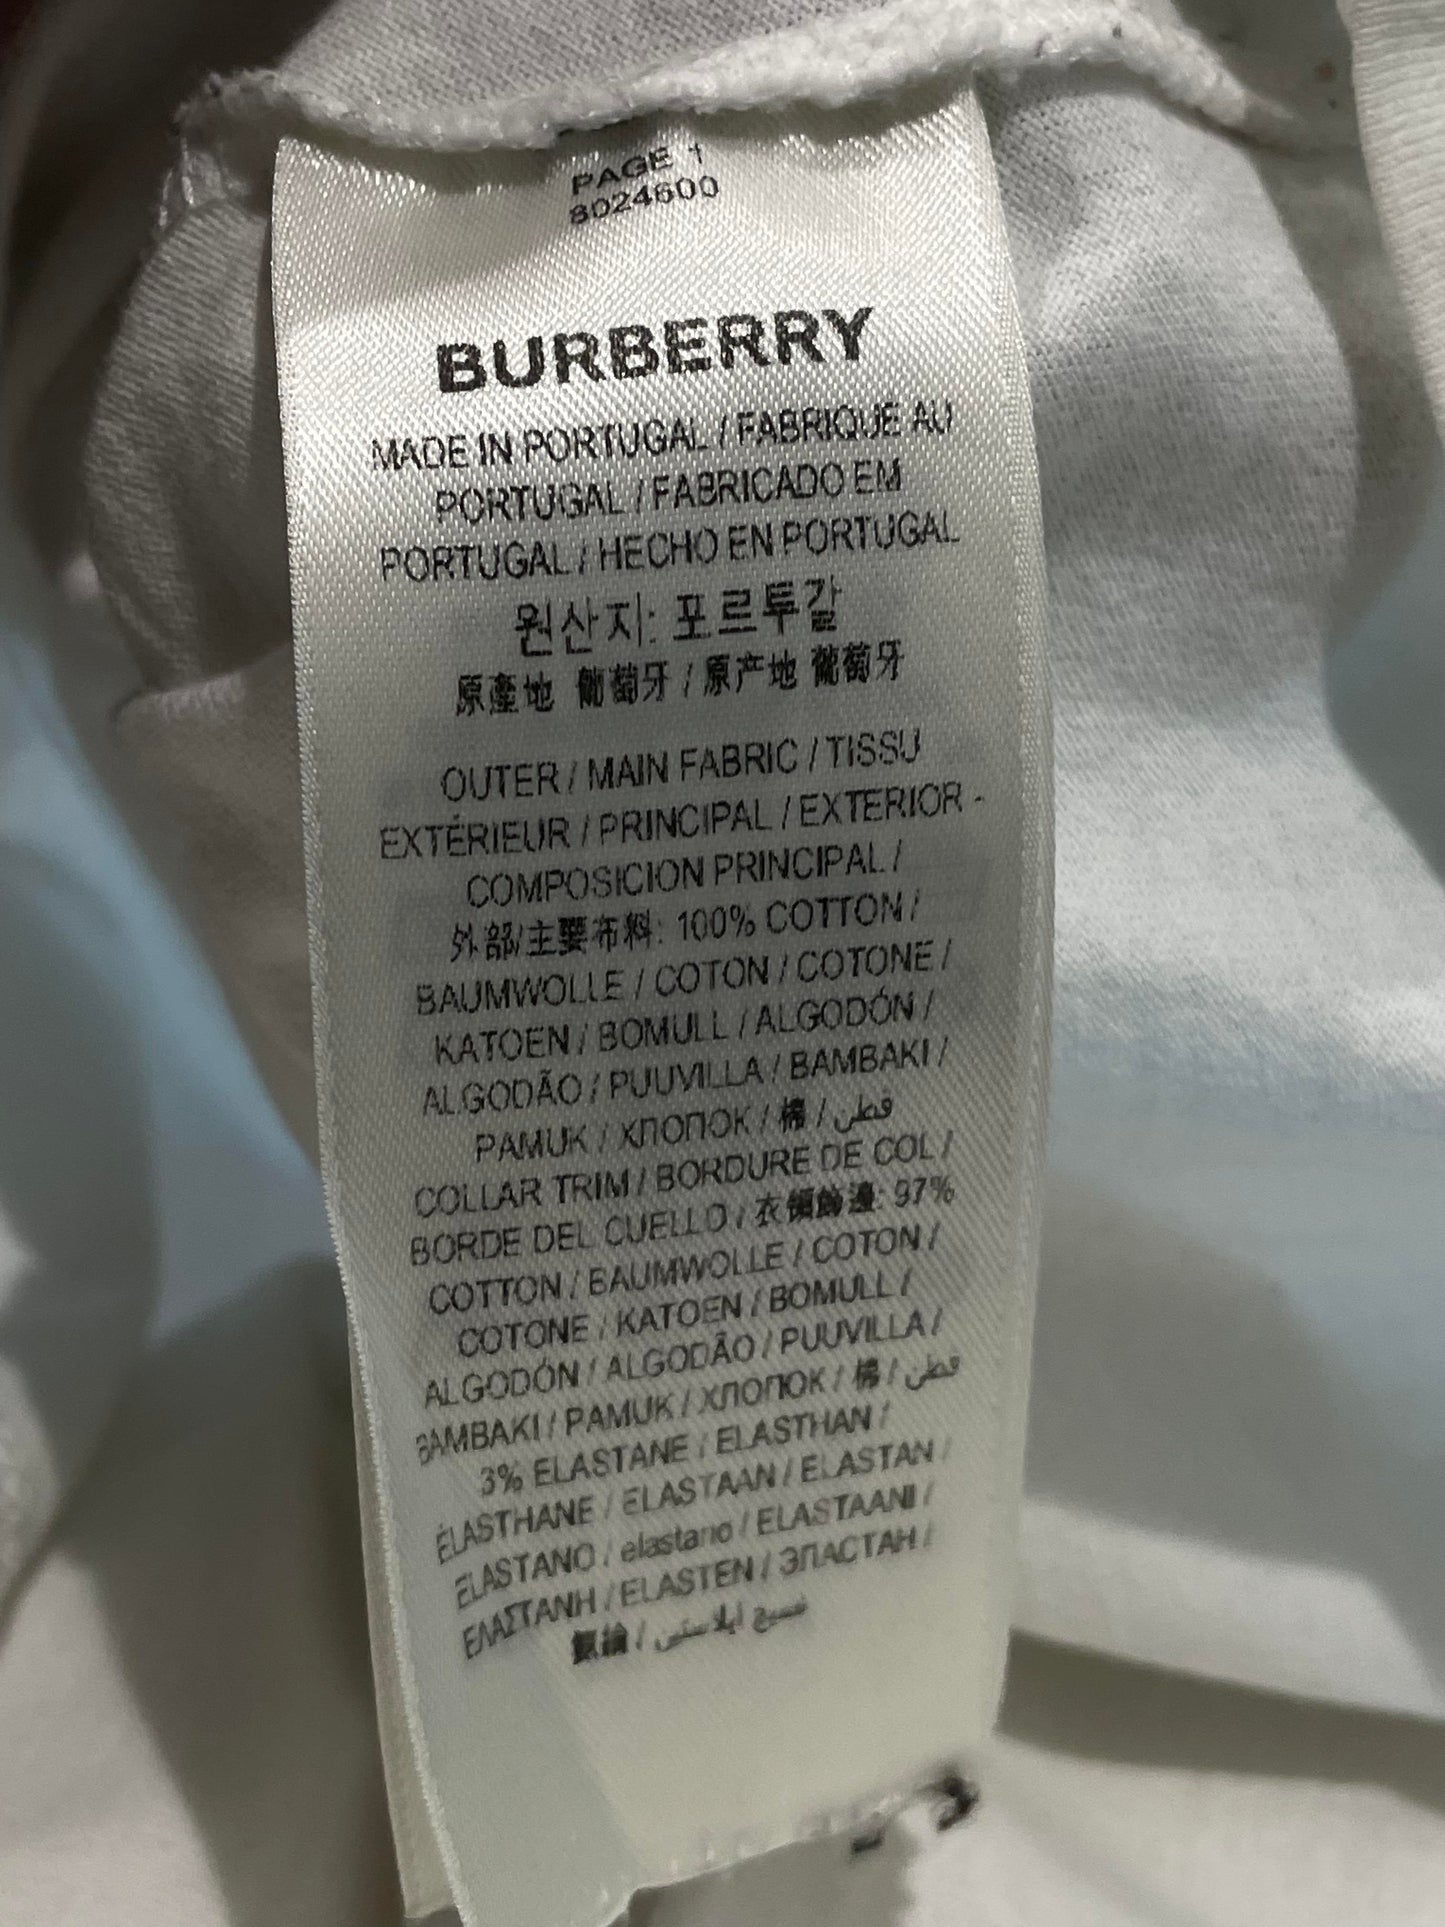 PAGE 1
8024600
BURBERRY
MADE IN PORTUGAL / FABRIQUE AU
PORTUGAL / FABRICADO EM
PORTUGAL / HECHO EN PORTUGAL
원산지: 포르투갈
原產地 葡萄牙 / 原产地 葡萄牙
OUTER / MAIN FABRIC / TISSU
EXTÉRIEUR / PRINCIPAL / EXTERIOR -
COMPOSICION PRINCIPAL /
外部/主要布料: 100% COTTON /
BAUMWOLLE / COTON / COTONE /
KATOEN / BOMULL / ALGODÓN /
ALGODÃO / PUUVILLA / BAMBAKI /
PAMUK / ХЛОПОК / 棉 / قطن
COLLAR TRIM / BORDURE DE COL /
BORDE DEL CUELLO / 衣領飾邊: 97%
COTTON / BAUMWOLLE / COTON /
COTONE / KATOEN / BOMULL /
ALGODÓN / ALGODÃO / PUUVILLA /
BAMBAKI / PAMUK / ХЛОПОК / 棉 / قطن
3% ELASTANE / ELASTHAN /
ÉLASTHANE / ELASTAAN / ELASTAN /
ELASTANO / elastano / ELASTAANI /
ΕΛΑΣΤΑΝΗ / ELASTEN / ЭЛАСТАН /
氨綸 / نسيج ايلاستين